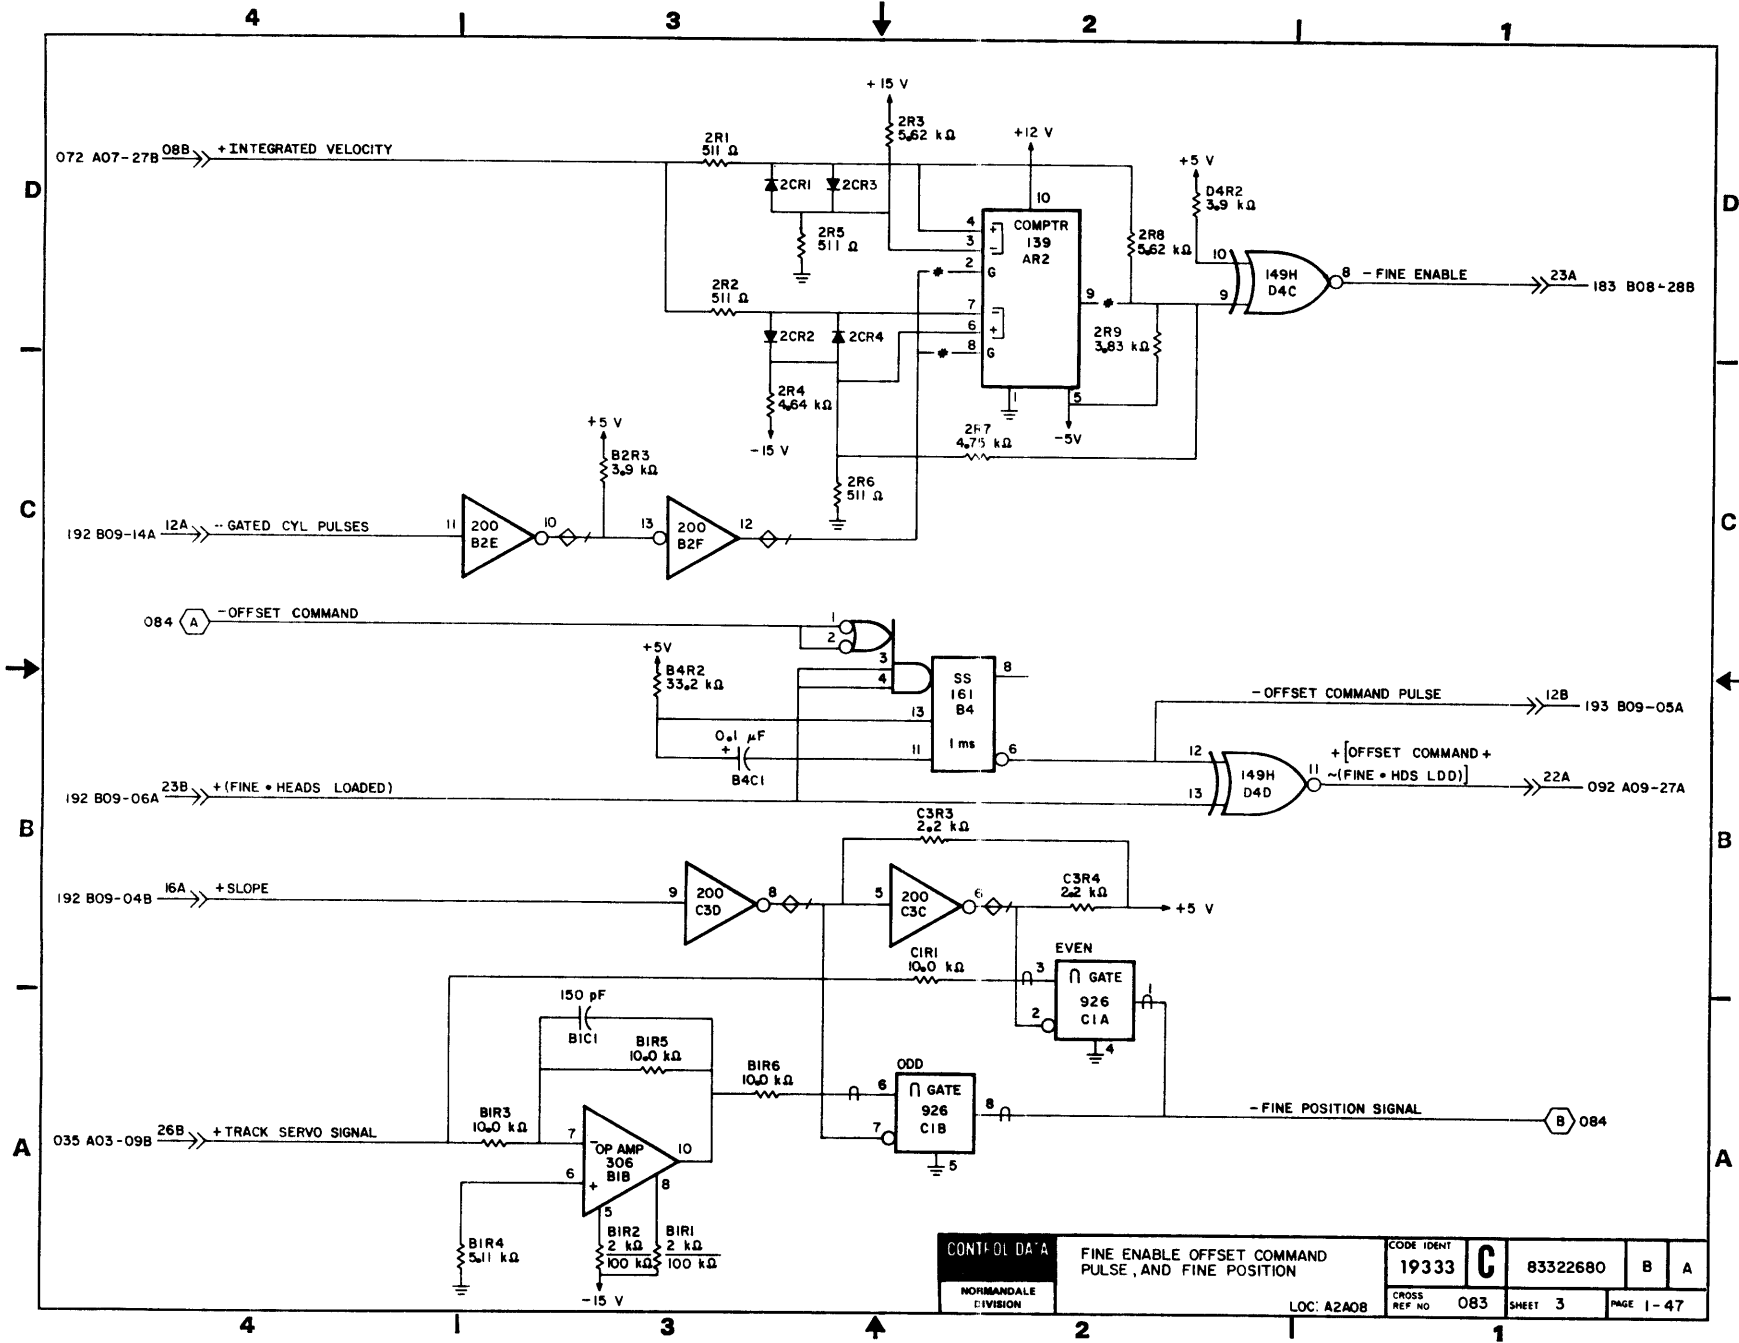 4 3 2 1
D
C
B
A
072 A07-27B 08B +INTEGRATED VELOCITY
2R1
511 Ω
2CR1
2CR3
2R5
511 Ω
+15 V
2R3
5.62 kΩ
+12 V
10
COMPTR
139
AR2
4 +
3 -
2 G
7 -
6 +
8 G
9
1
5
-5V
2R2
511 Ω
2CR2
2CR4
2R4
4.64 kΩ
-15 V
2R6
511 Ω
2R7
4.75 kΩ
2R8
5.62 kΩ
2R9
3.83 kΩ
+5 V
D4R2
3.9 kΩ
10
9
149H
D4C
8 -FINE ENABLE
23A 183 B08-28B
192 B09-14A 12A -GATED CYL PULSES
11
200
B2E
10
+5 V
B2R3
3.9 kΩ
13
200
B2F
12
084 A -OFFSET COMMAND
1
2
3
4
+5V
B4R2
33.2 kΩ
13
0.1 µF
+
B4C1
11
SS
161
B4
1 ms
8
6
-OFFSET COMMAND PULSE 12B 193 B09-05A
12
13
149H
D4D
11
+[OFFSET COMMAND +
~(FINE • HDS LDD)]
22A 092 A09-27A
192 B09-06A 23B +(FINE • HEADS LOADED)
192 B09-04B 16A +SLOPE
9
200
C3D
8
C3R3
2.2 kΩ
5
200
C3C
6
C3R4
2.2 kΩ
+5 V
C1R1
10.0 kΩ
EVEN
3
∩ GATE
926
C1A
2
1
4
150 pF
B1C1
B1R5
10.0 kΩ
B1R6
10.0 kΩ
ODD
6
∩ GATE
926
C1B
7
8
5
-FINE POSITION SIGNAL
B 084
035 A03-09B 26B +TRACK SERVO SIGNAL
B1R3
10.0 kΩ
7 -
OP AMP
306
B1B
6 +
10
8
5
B1R4
5.11 kΩ
B1R2
2 kΩ
100 kΩ
B1R1
2 kΩ
100 kΩ
-15 V
CONTROL DATA
NORMANDALE
DIVISION
FINE ENABLE OFFSET COMMAND
PULSE, AND FINE POSITION
LOC: A2A08
CODE IDENT
19333
C
83322680
B
A
CROSS
REF NO 083
SHEET 3
PAGE 1-47
D
C
B
A
4 3 2 1